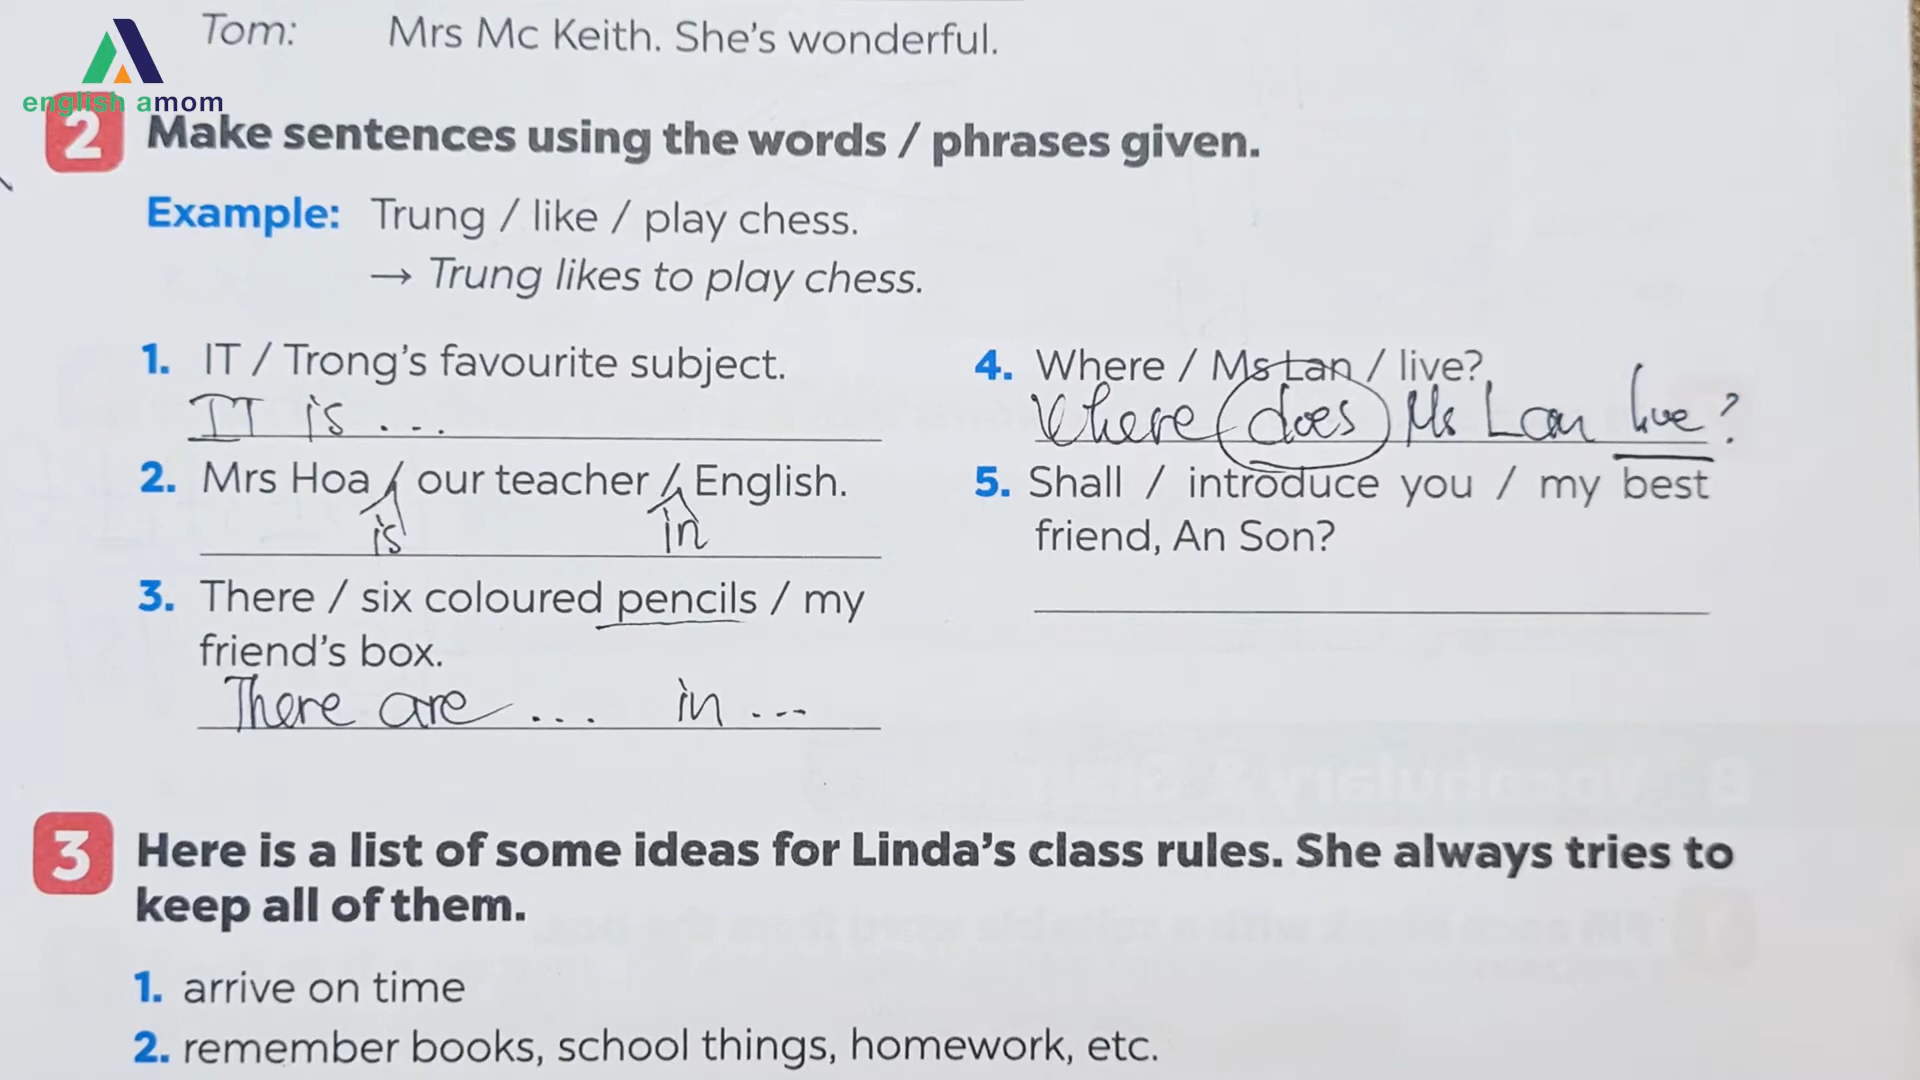 Tom: Mrs Mc Keith. She's wonderful.
english amom
2 Make sentences using the words / phrases given.
Example: Trung / like / play chess.
→ Trung likes to play chess.
1. IT / Trong's favourite subject.
IT is ...
2. Mrs Hoa / our teacher / English.
is in
3. There / six coloured pencils / my
friend's box.
There are ... in ...
4. Where / Ms Lan / live?
Where does Ms Lan live?
5. Shall / introduce you / my best
friend, An Son?
3 Here is a list of some ideas for Linda's class rules. She always tries to
keep all of them.
1. arrive on time
2. remember books, school things, homework, etc.